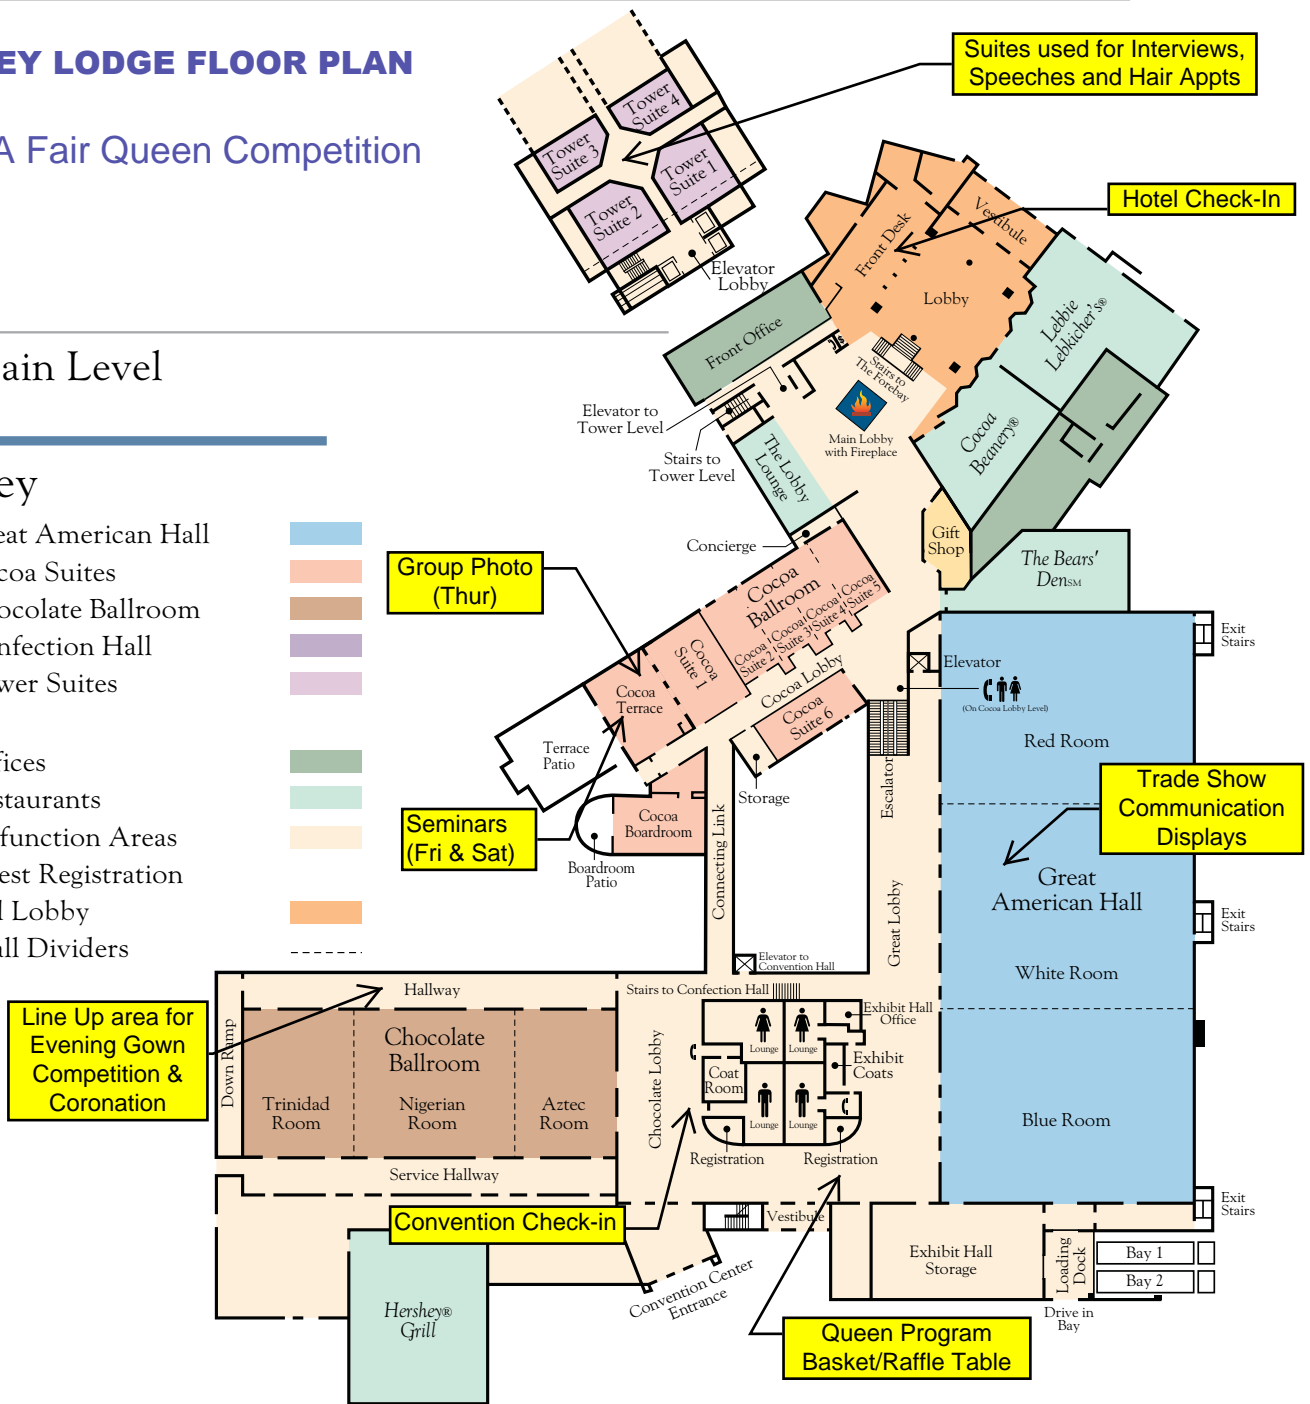 EY LODGE FLOOR PLAN
A Fair Queen Competition
Suites used for Interviews,
Speeches and Hair Appts
Tower
Suite 4
Tower
Suite 3
Tower
Suite 1
Tower
Suite 2
Elevator
Lobby
Hotel Check-In
Vestibule
Front Desk
Lobby
Lebbie
Lebkicher's®
Front Office
Stairs to
The Forebay
ain Level
Elevator to
Tower Level
Main Lobby
with Fireplace
Cocoa
Beanery®
Stairs to
Tower Level
The Lobby
Lounge
ey
eat American Hall
coa Suites
ocolate Ballroom
nfection Hall
wer Suites
fices
staurants
function Areas
est Registration
l Lobby
all Dividers
Concierge
Gift
Shop
The Bears'
DenSM
Group Photo
(Thur)
Cocoa
Ballroom
Cocoa
Suite 2
Cocoa
Suite 3
Cocoa
Suite 4
Cocoa
Suite 5
Cocoa
Suite 1
Cocoa Lobby
Cocoa
Suite 6
Cocoa
Terrace
Terrace
Patio
Storage
Exit
Stairs
Elevator
(On Cocoa Lobby Level)
Red Room
Escalator
Trade Show
Communication
Displays
Seminars
(Fri & Sat)
Cocoa
Boardroom
Boardroom
Patio
Connecting Link
Great Lobby
Great
American Hall
Exit
Stairs
White Room
Elevator to
Convention Hall
Hallway
Stairs to Confection Hall
Exhibit Hall
Office
Line Up area for
Evening Gown
Competition &
Coronation
Down Ramp
Chocolate
Ballroom
Trinidad
Room
Nigerian
Room
Aztec
Room
Chocolate Lobby
Lounge
Lounge
Exhibit
Coats
Coat
Room
Lounge
Lounge
Blue Room
Registration
Registration
Service Hallway
Convention Check-in
Vestibule
Exit
Stairs
Exhibit Hall
Storage
Loading
Dock
Bay 1
Bay 2
Drive in
Bay
Convention Center
Entrance
Hershey®
Grill
Queen Program
Basket/Raffle Table